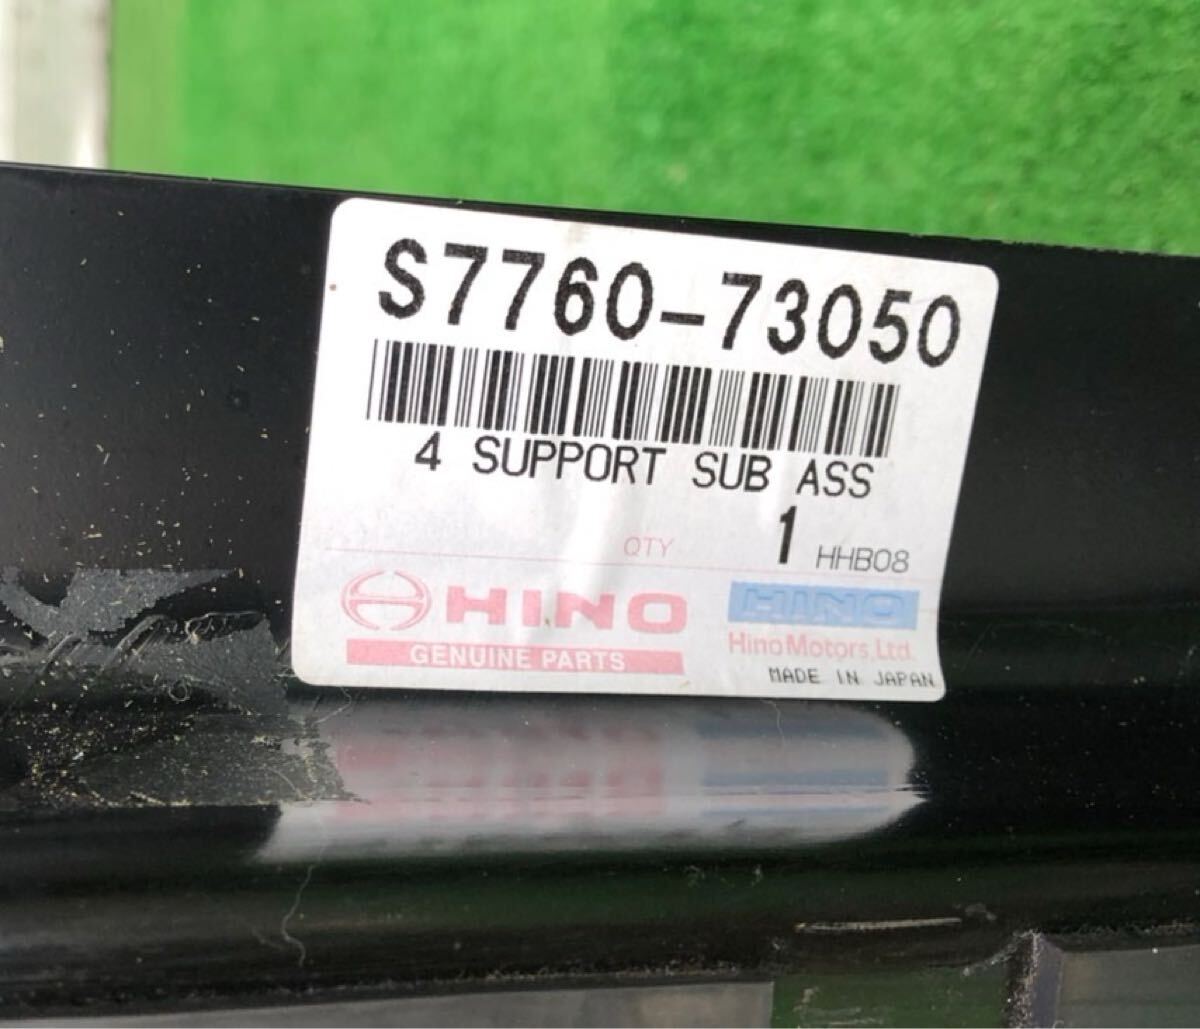 S7760-73050
4 SUPPORT SUB ASS
QTY 1 HHB08
HINO HINO
GENUINE PARTS Hino Motors, Ltd.
MADE IN JAPAN